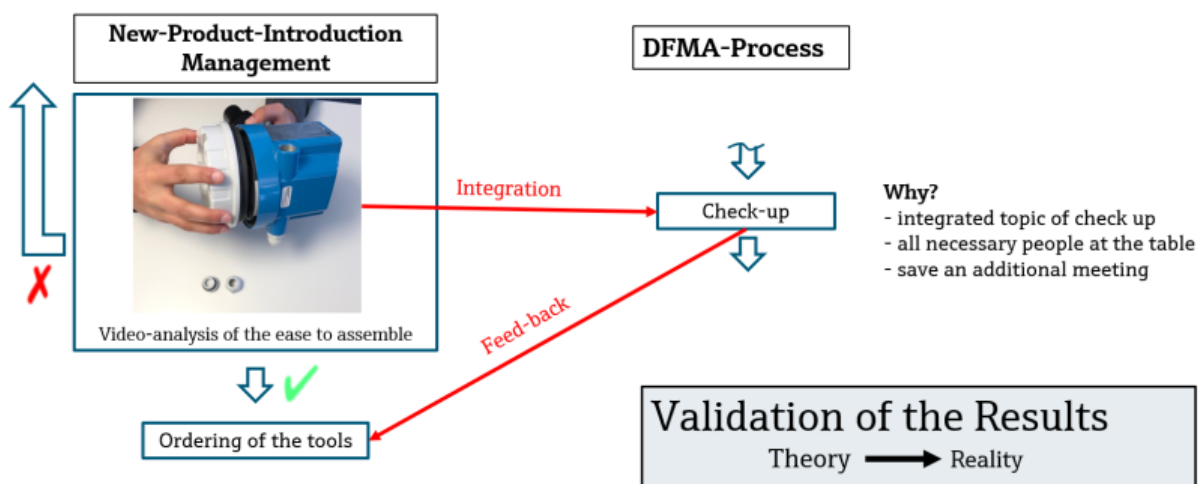 New-Product-Introduction
Management
DFMA-Process
Integration
Check-up
Why?
- integrated topic of check up
- all necessary people at the table
- save an additional meeting
Video-analysis of the ease to assemble
Feed-back
Ordering of the tools
Validation of the Results
Theory
Reality